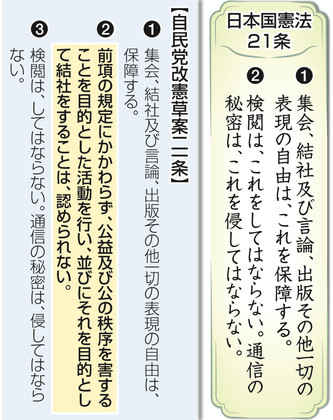 日本国憲法
21条
❶集会、結社及び言論、出版その他一切の
表現の自由は、これを保障する。
❷検閲は、これをしてはならない。通信の
秘密は、これを侵してはならない。
【自民党改憲草案二一条】
❶集会、結社及び言論、出版その他一切の表現の自由は、
保障する。
❷前項の規定にかかわらず、公益及び公の秩序を害する
ことを目的とした活動を行い、並びにそれを目的とし
て結社をすることは、認められない。
❸検閲は、してはならない。通信の秘密は、侵してはなら
ない。